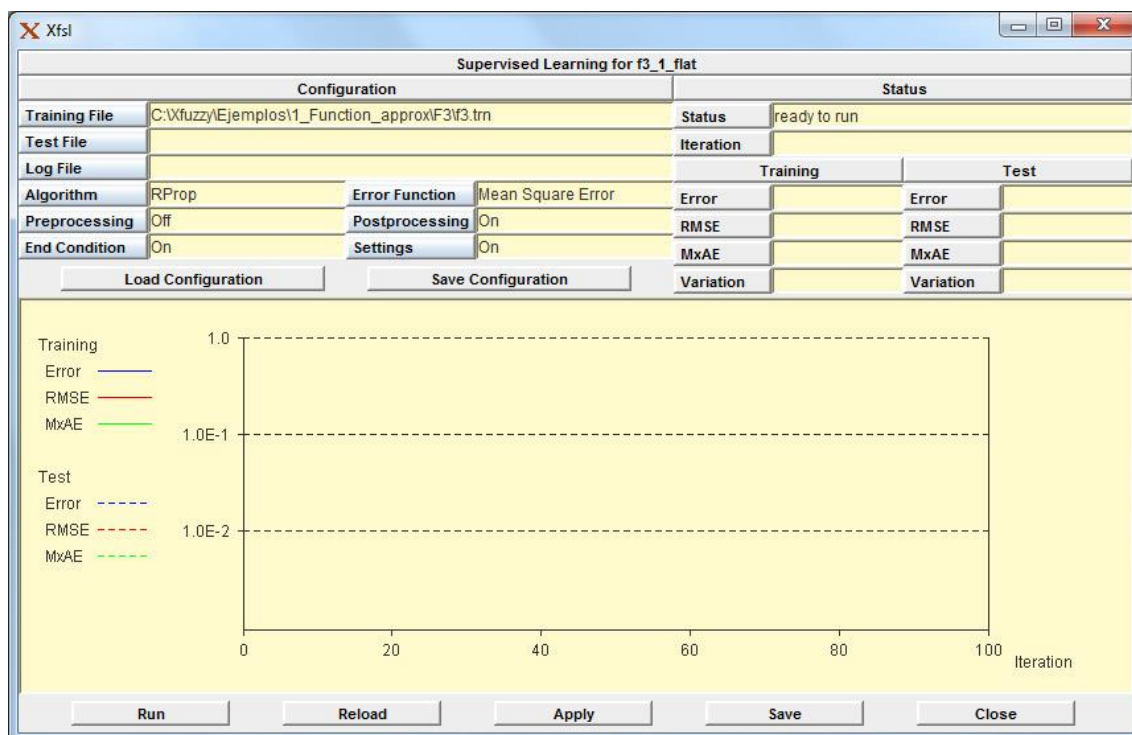 Xfsl
Supervised Learning for f3_1_flat
Configuration
Training File C:\Xfuzzy\Ejemplos\1_Function_approx\F3\f3.trn
Test File
Log File
Algorithm RProp Error Function Mean Square Error
Preprocessing Off Postprocessing On
End Condition On Settings On
Load Configuration Save Configuration
Status
Status ready to run
Iteration
Training Test
Error Error
RMSE RMSE
MxAE MxAE
Variation Variation
Training
Error
RMSE
MxAE
Test
Error
RMSE
MxAE
1.0
1.0E-1
1.0E-2
0 20 40 60 80 100
Iteration
Run Reload Apply Save Close